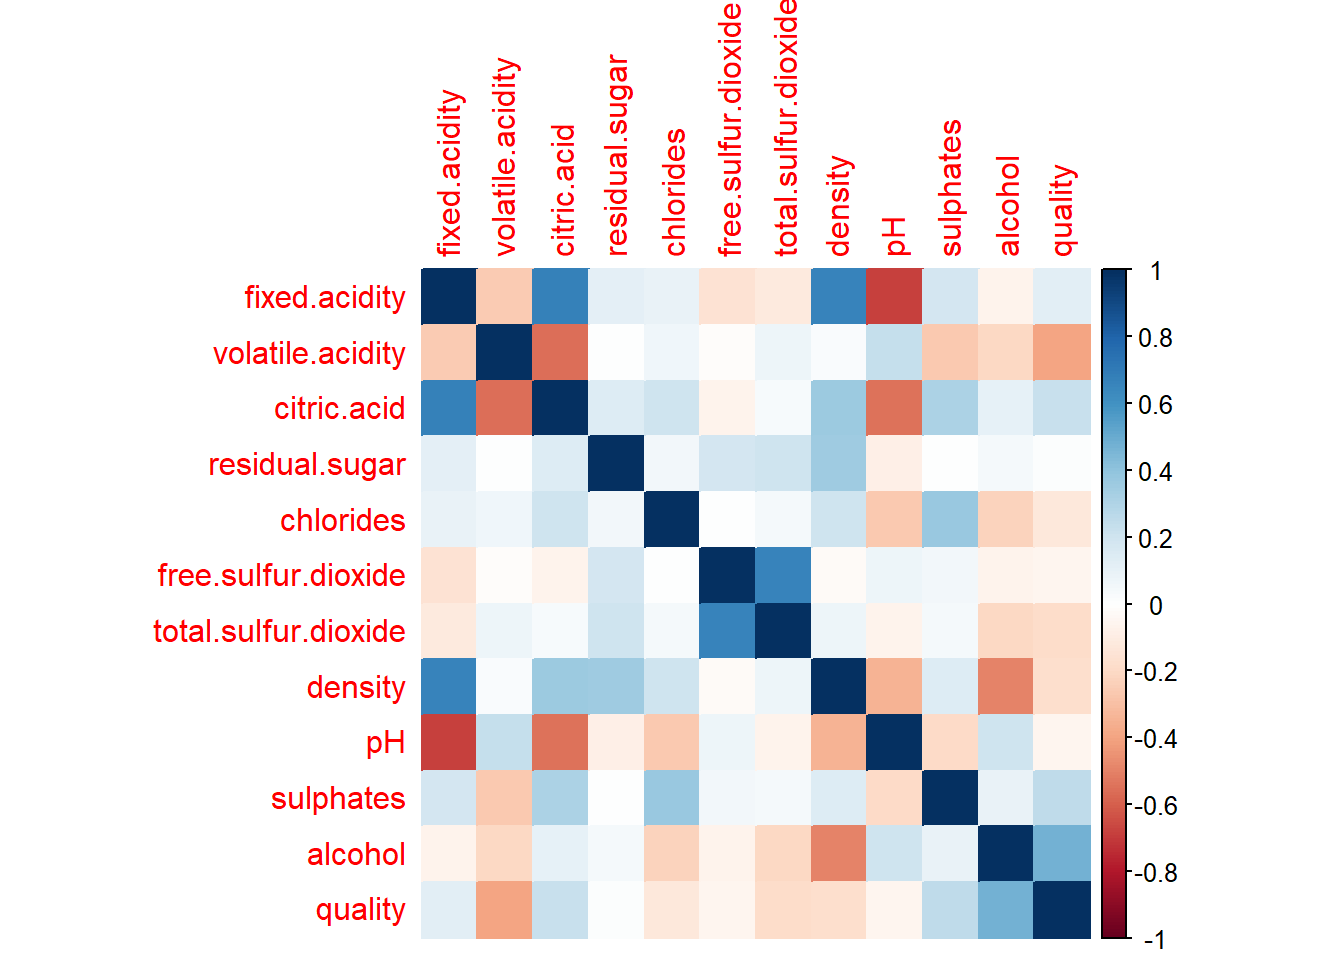 fixed.acidity
volatile.acidity
citric.acid
residual.sugar
chlorides
free.sulfur.dioxide
total.sulfur.dioxide
density
pH
sulphates
alcohol
quality
fixed.acidity
volatile.acidity
citric.acid
residual.sugar
chlorides
free.sulfur.dioxide
total.sulfur.dioxide
density
pH
sulphates
alcohol
quality
1
0.8
0.6
0.4
0.2
0
-0.2
-0.4
-0.6
-0.8
-1